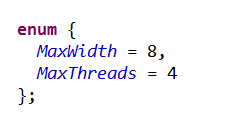 enum {
  MaxWidth = 8,
  MaxThreads = 4
};